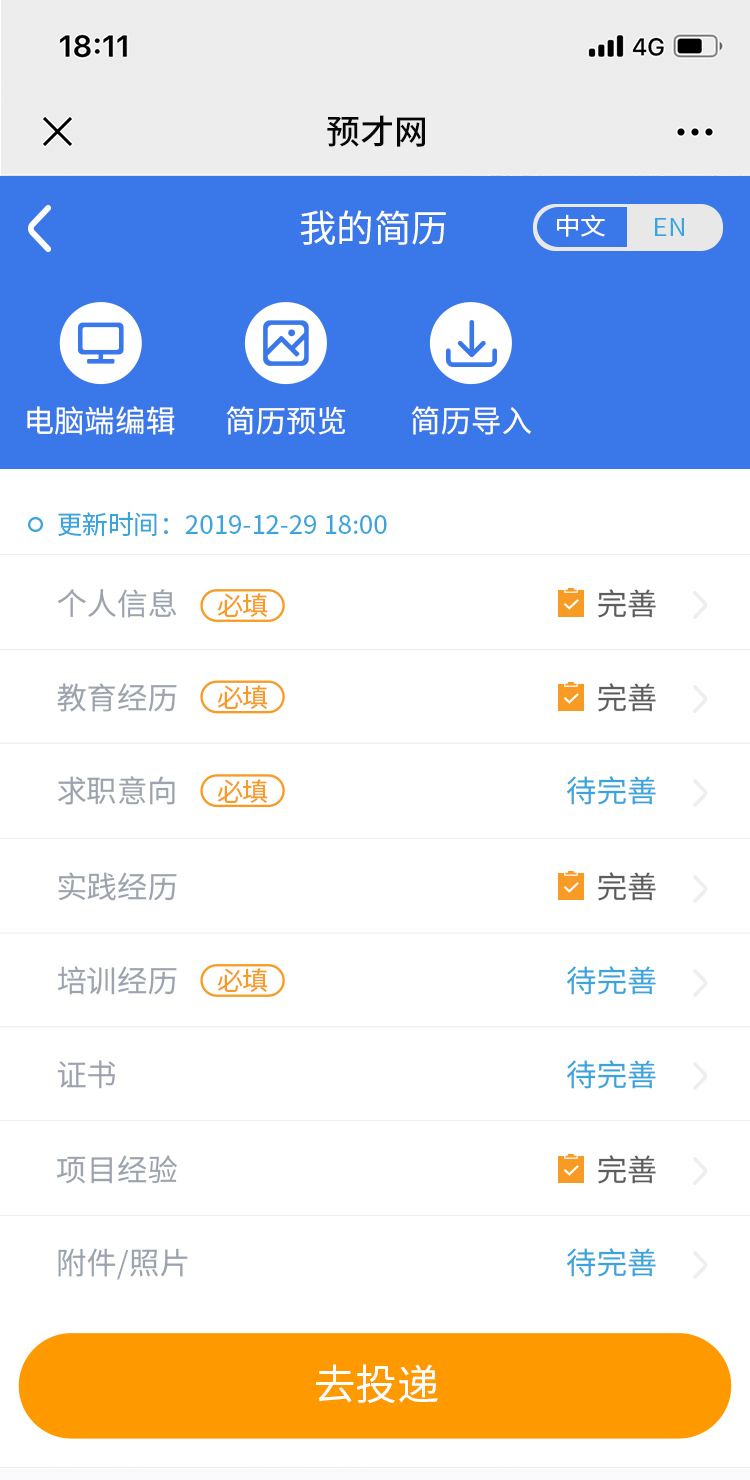 18:11 4G
预才网
我的简历 中文 EN
电脑端编辑 简历预览 简历导入
更新时间：2019-12-29 18:00
个人信息 必填 完善
教育经历 必填 完善
求职意向 必填 待完善
实践经历 完善
培训经历 必填 待完善
证书 待完善
项目经验 完善
附件/照片 待完善
去投递